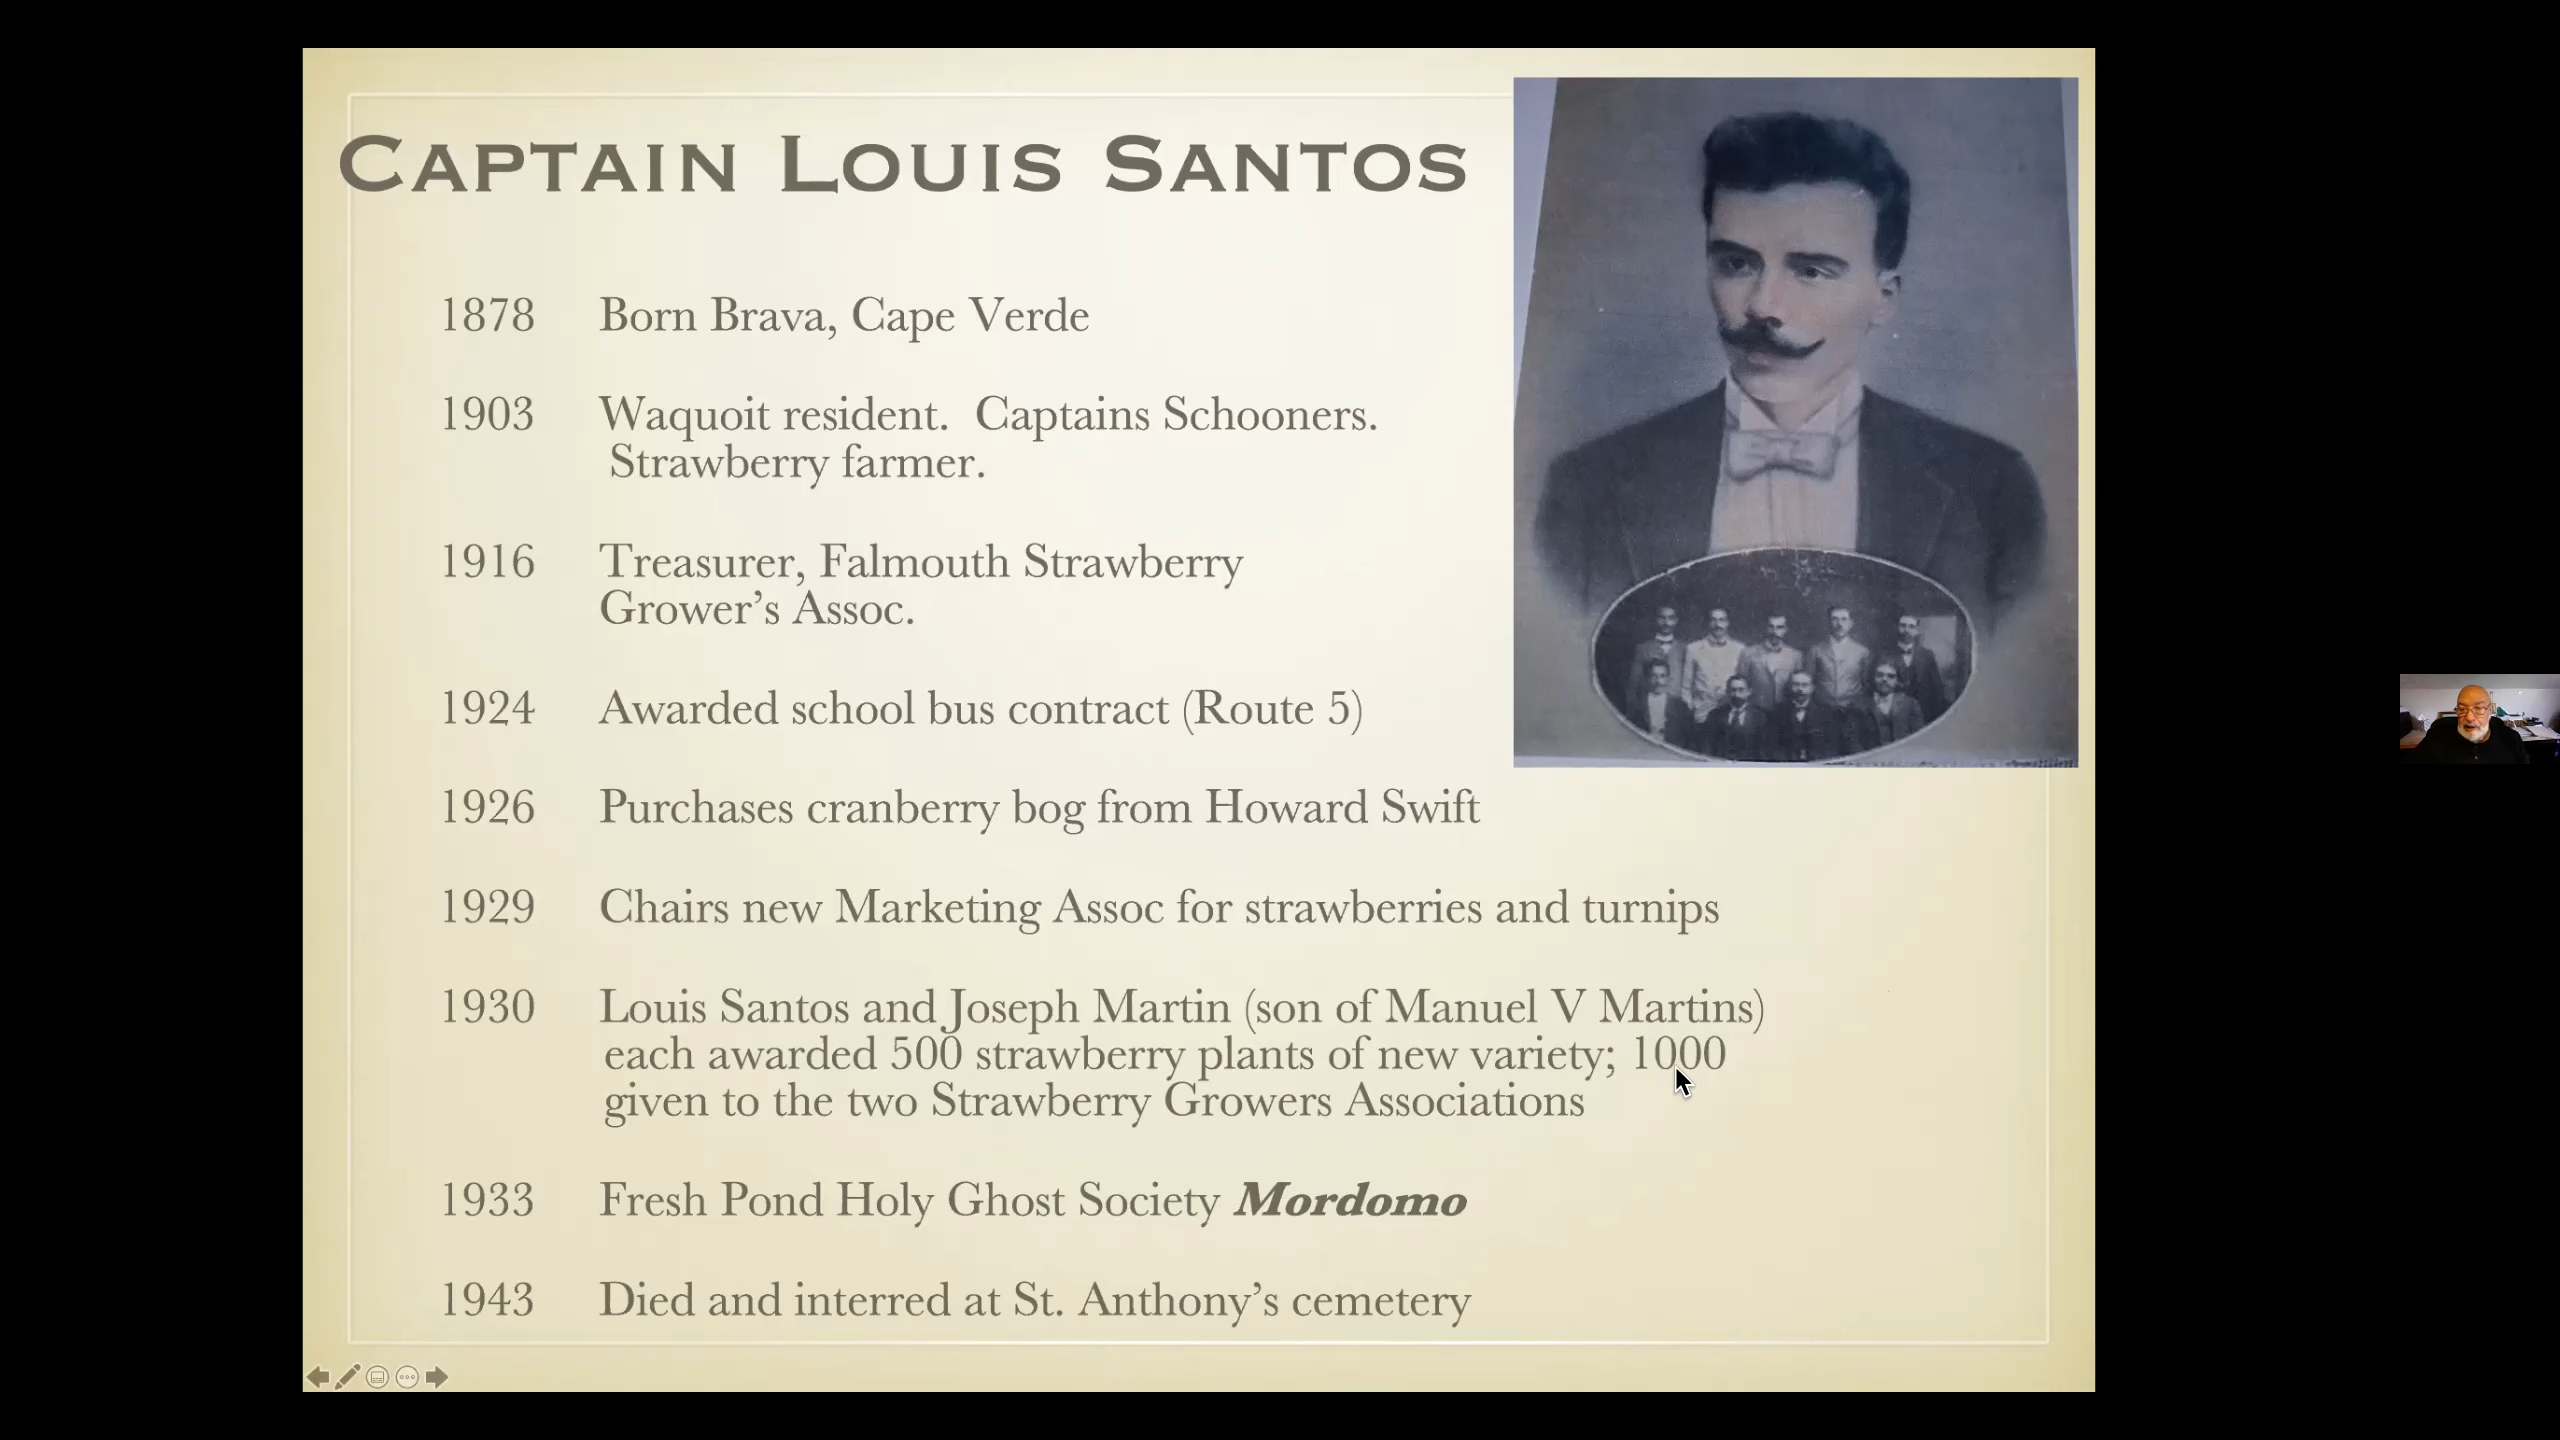 Captain Louis Santos
1878 Born Brava, Cape Verde
1903 Waquoit resident. Captains Schooners.
Strawberry farmer.
1916 Treasurer, Falmouth Strawberry
Grower’s Assoc.
1924 Awarded school bus contract (Route 5)
1926 Purchases cranberry bog from Howard Swift
1929 Chairs new Marketing Assoc for strawberries and turnips
1930 Louis Santos and Joseph Martin (son of Manuel V Martins)
each awarded 500 strawberry plants of new variety; 1000
given to the two Strawberry Growers Associations
1933 Fresh Pond Holy Ghost Society Mordomo
1943 Died and interred at St. Anthony’s cemetery